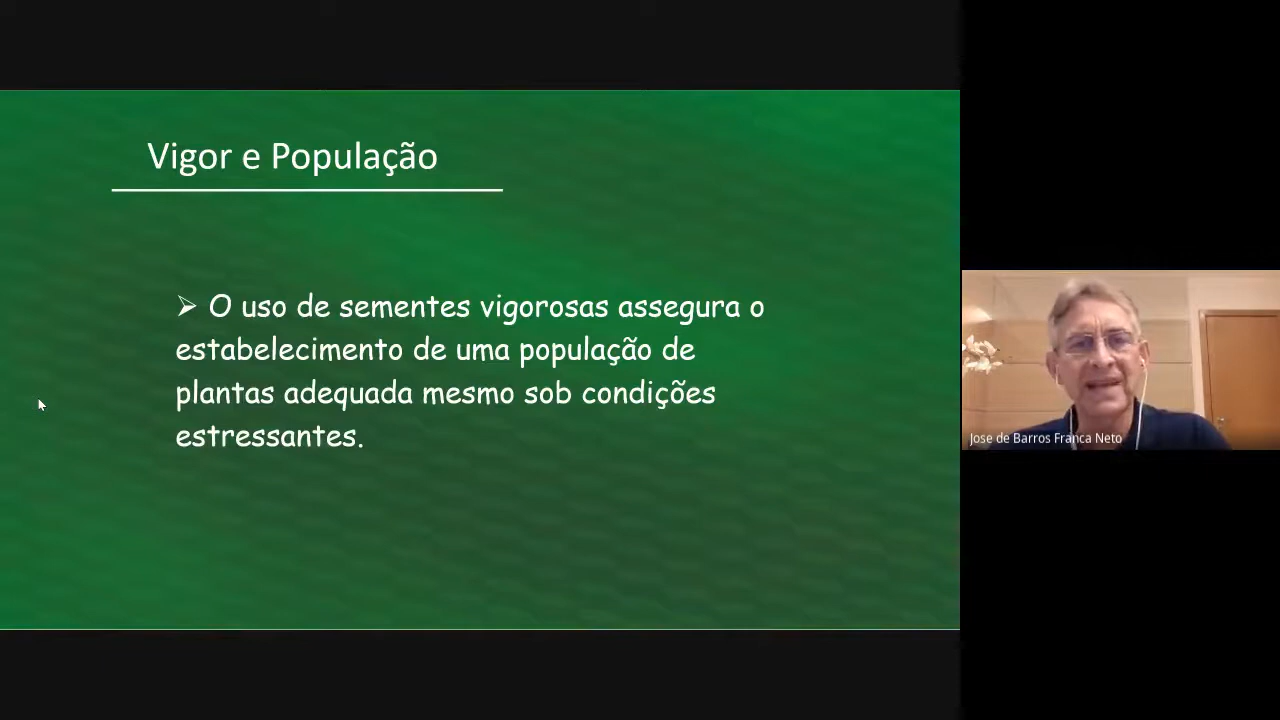 Vigor e População
➢ O uso de sementes vigorosas assegura o
estabelecimento de uma população de
plantas adequada mesmo sob condições
estressantes.
Jose de Barros Franca Neto